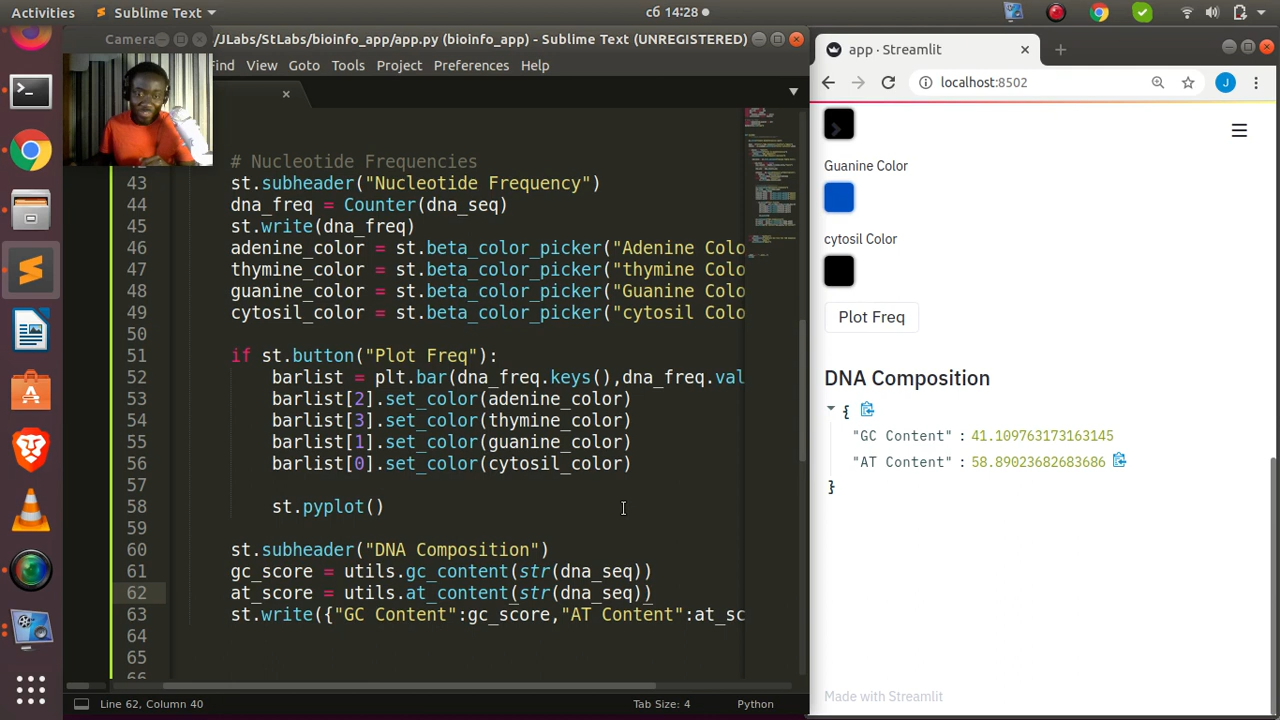 Activities
Sublime Text
сб 14:28
Camera
/JLabs/StLabs/bioinfo_app/app.py (bioinfo_app) - Sublime Text (UNREGISTERED)
Find View Goto Tools Project Preferences Help
# Nucleotide Frequencies
43 st.subheader("Nucleotide Frequency")
44 dna_freq = Counter(dna_seq)
45 st.write(dna_freq)
46 adenine_color = st.beta_color_picker("Adenine Colo
47 thymine_color = st.beta_color_picker("thymine Colo
48 guanine_color = st.beta_color_picker("Guanine Colo
49 cytosil_color = st.beta_color_picker("cytosil Colo
50
51 if st.button("Plot Freq"):
52 barlist = plt.bar(dna_freq.keys(),dna_freq.val
53 barlist[2].set_color(adenine_color)
54 barlist[3].set_color(thymine_color)
55 barlist[1].set_color(guanine_color)
56 barlist[0].set_color(cytosil_color)
57
58 st.pyplot()
59
60 st.subheader("DNA Composition")
61 gc_score = utils.gc_content(str(dna_seq))
62 at_score = utils.at_content(str(dna_seq))
63 st.write({"GC Content":gc_score,"AT Content":at_sc
64
65
66
Line 62, Column 40
Tab Size: 4
Python
app · Streamlit
localhost:8502
J
Guanine Color
cytosil Color
Plot Freq
DNA Composition
{
"GC Content" : 41.109763173163145
"AT Content" : 58.89023682683686
}
Made with Streamlit